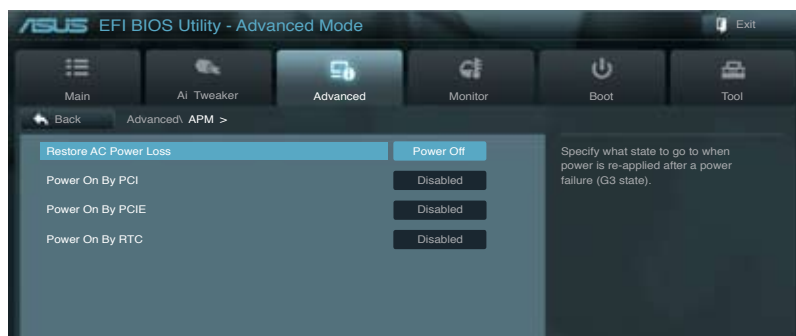 ASUS EFI BIOS Utility - Advanced Mode
Exit
Main Ai Tweaker Advanced Monitor Boot Tool
Back Advanced\ APM >
Restore AC Power Loss Power Off
Power On By PCI Disabled
Power On By PCIE Disabled
Power On By RTC Disabled
Specify what state to go to when
power is re-applied after a power
failure (G3 state).